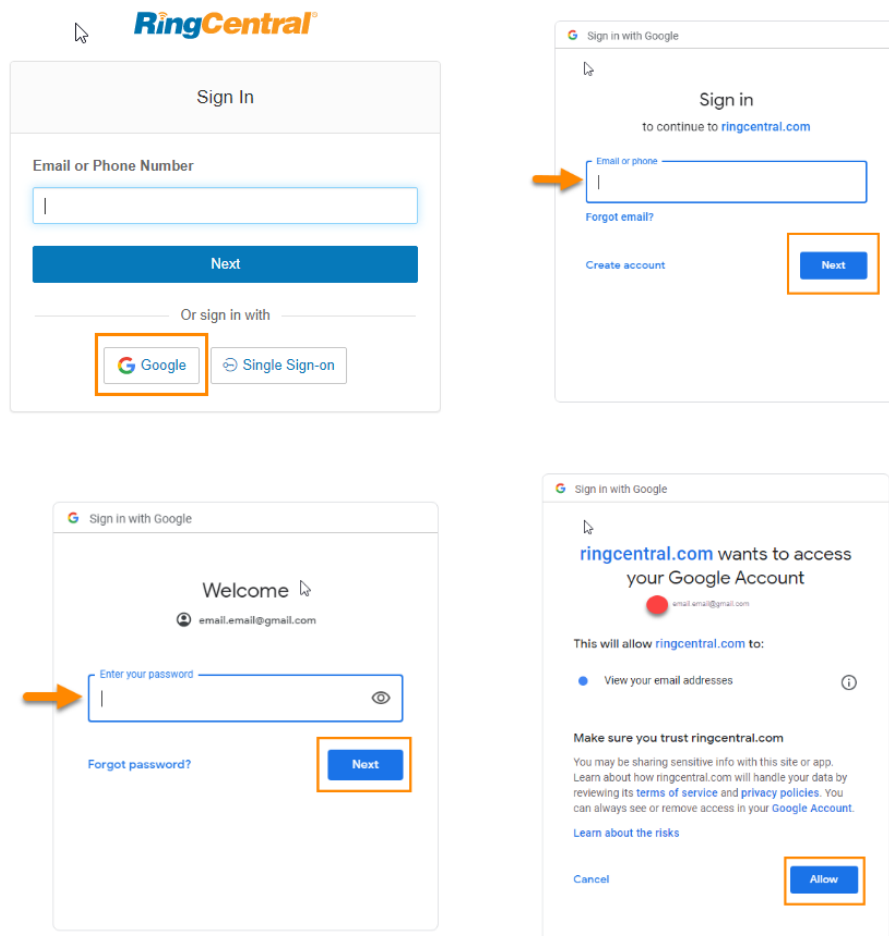 RingCentral®
Sign In
Email or Phone Number
Next
Or sign in with
Google
Single Sign-on
Sign in with Google
Sign in
to continue to ringcentral.com
Email or phone
Forgot email?
Create account
Next
Sign in with Google
Welcome
email.email@gmail.com
Enter your password
Forgot password?
Next
Sign in with Google
ringcentral.com wants to access
your Google Account
email.email@gmail.com
This will allow ringcentral.com to:
View your email addresses
Make sure you trust ringcentral.com
You may be sharing sensitive info with this site or app.
Learn about how ringcentral.com will handle your data by
reviewing its terms of service and privacy policies. You
can always see or remove access in your Google Account.
Learn about the risks
Cancel
Allow